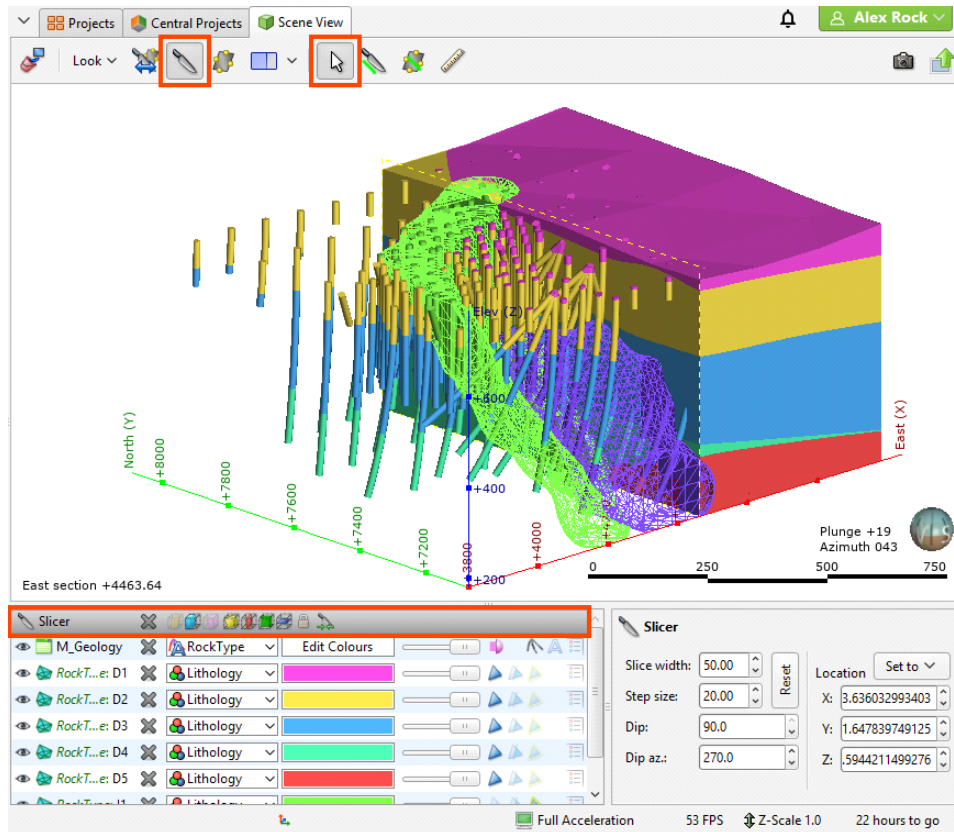 Projects Central Projects Scene View Alex Rock
Look
Elev (Z)
+600
+400
+200
North (Y)
+8000
+7800
+7600
+7400
+7200
3800
+4000
East (X)
Plunge +19
Azimuth 043
0 250 500 750
East section +4463.64
Slicer
M_Geology RockType Edit Colours
RockT...e: D1 Lithology
RockT...e: D2 Lithology
RockT...e: D3 Lithology
RockT...e: D4 Lithology
RockT...e: D5 Lithology
Slicer
Slice width: 50.00
Step size: 20.00
Reset
Dip: 90.0
Dip az.: 270.0
Location Set to
X: 3.636032993403
Y: 1.647839749125
Z: .5944211499276
Full Acceleration 53 FPS Z-Scale 1.0 22 hours to go